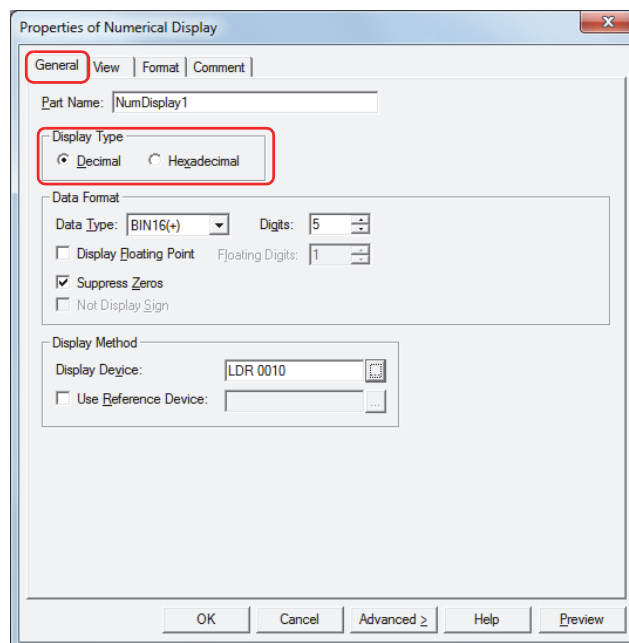 Properties of Numerical Display
General View Format Comment
Part Name: NumDisplay1
Display Type
Decimal Hexadecimal
Data Format
Data Type: BIN16(+) Digits: 5
Display Floating Point Floating Digits: 1
Suppress Zeros
Not Display Sign
Display Method
Display Device: LDR 0010
Use Reference Device: ...
OK Cancel Advanced > Help Preview